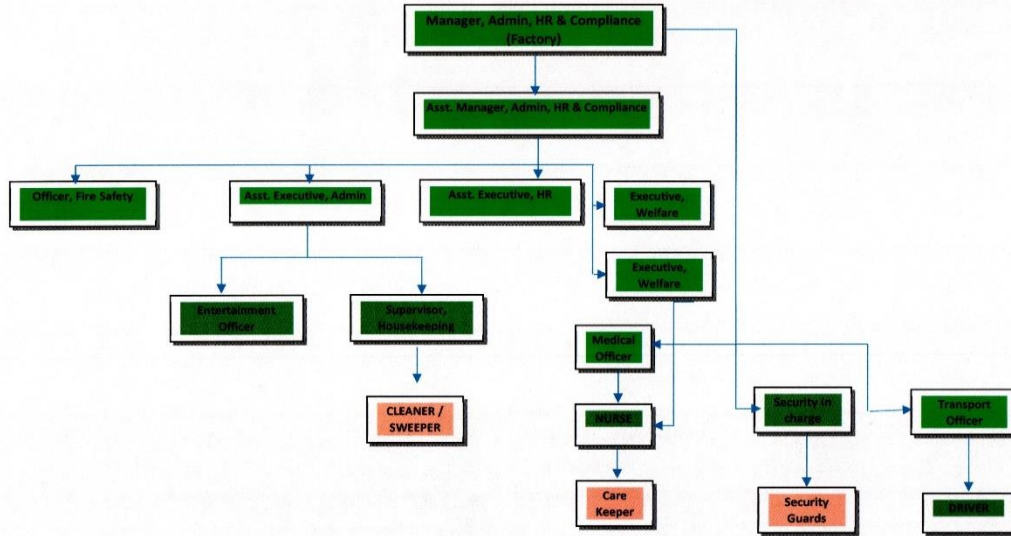 Manager, Admin, HR & Compliance
(Factory)
Asst. Manager, Admin, HR & Compliance
Officer, Fire Safety
Asst. Executive, Admin
Asst. Executive, HR
Executive,
Welfare
Executive,
Welfare
Entertainment
Officer
Supervisor,
Housekeeping
Medical
Officer
CLEANER /
SWEEPER
NURSE
Security in
charge
Transport
Officer
Care
Keeper
Security
Guards
DRIVER